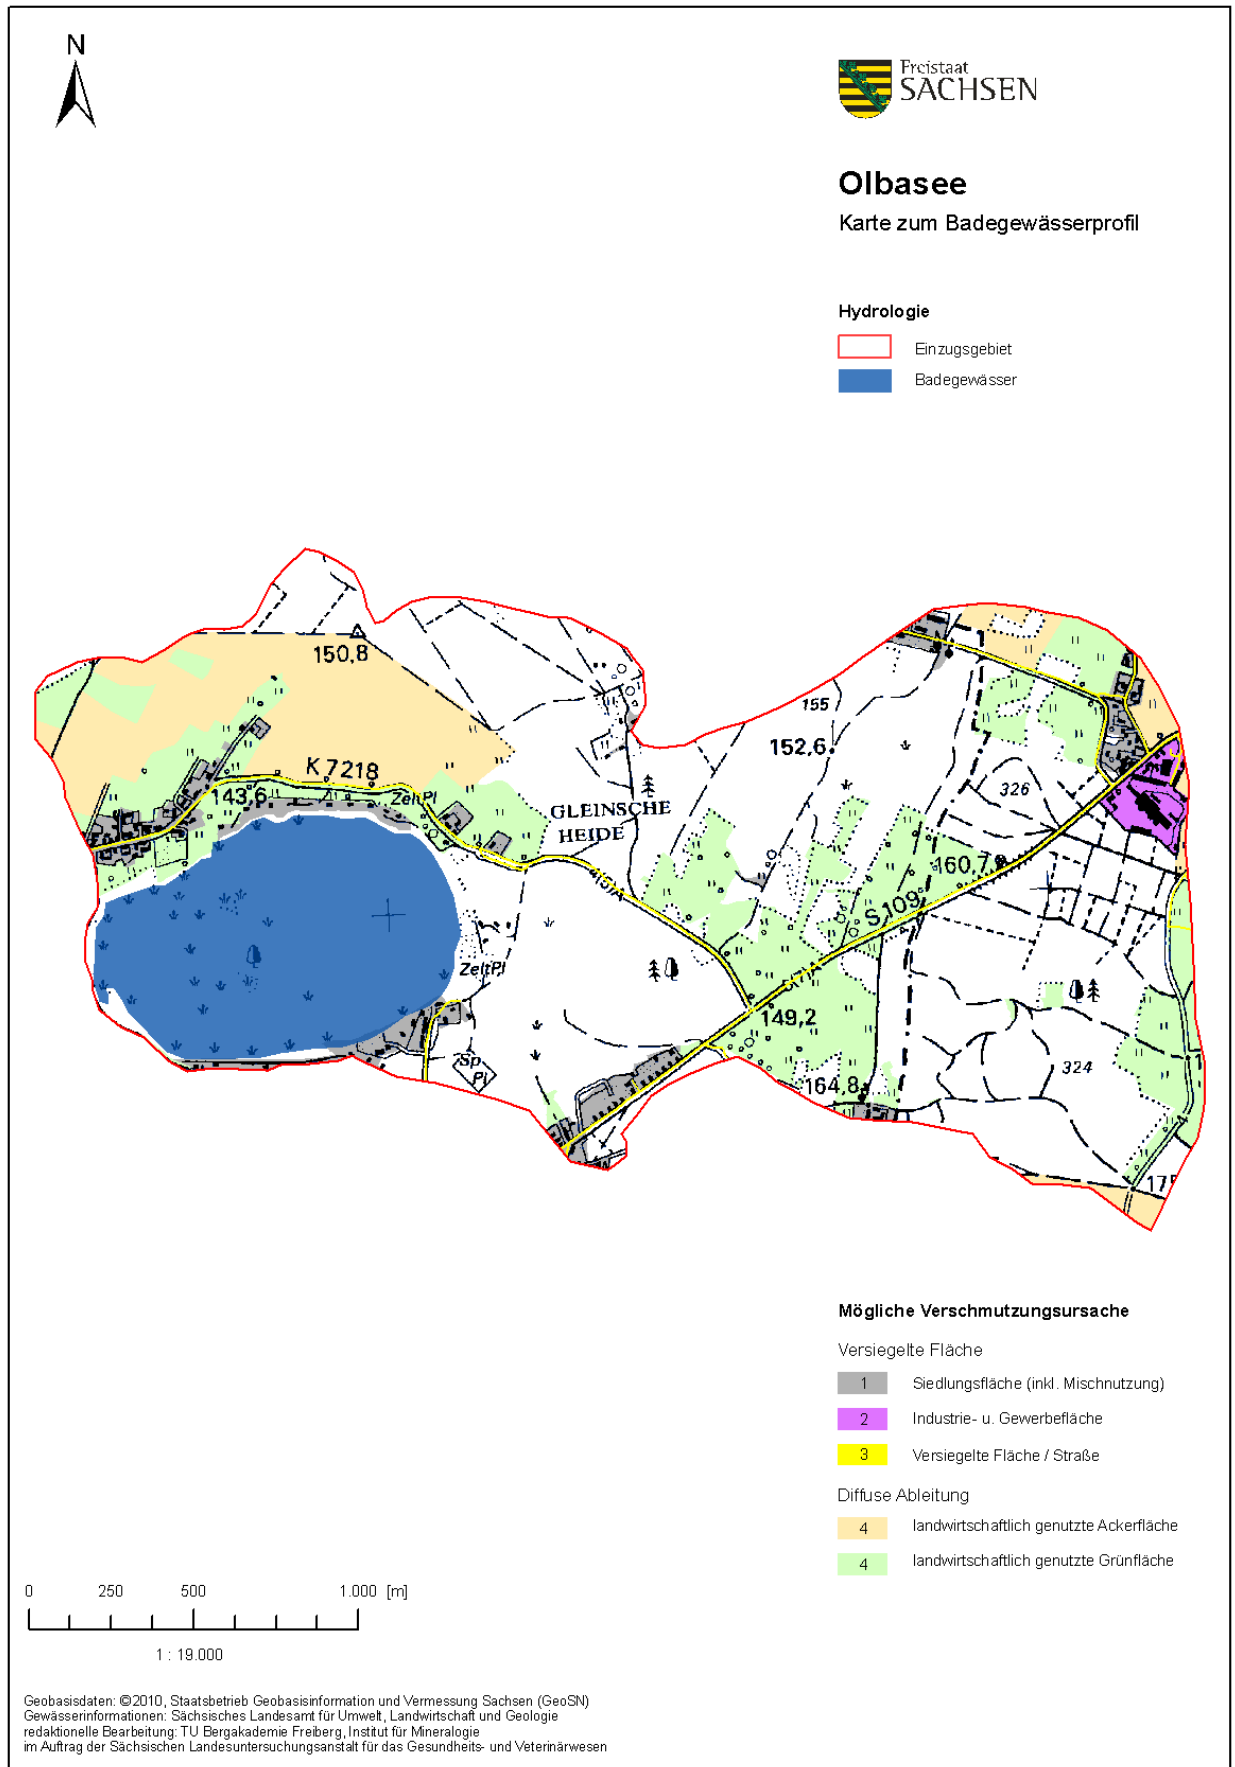 N
Freistaat
SACHSEN
Olbasee
Karte zum Badegewässerprofil
Hydrologie
Einzugsgebiet
Badegewässer
150,8
155
152,6
K 7218
143,6
ZeltPl
GLEINSCHE
HEIDE
326
160,7
S 109
ZeltPl
149,2
Sp
Pl
164,8
324
1
17
Mögliche Verschmutzungsursache
Versiegelte Fläche
1 Siedlungsfläche (inkl. Mischnutzung)
2 Industrie- u. Gewerbefläche
3 Versiegelte Fläche / Straße
Diffuse Ableitung
4 landwirtschaftlich genutzte Ackerfläche
4 landwirtschaftlich genutzte Grünfläche
0 250 500 1.000 [m]
1 : 19.000
Geobasisdaten: ©2010, Staatsbetrieb Geobasisinformation und Vermessung Sachsen (GeoSN)
Gewässerinformationen: Sächsisches Landesamt für Umwelt, Landwirtschaft und Geologie
redaktionelle Bearbeitung: TU Bergakademie Freiberg, Institut für Mineralogie
im Auftrag der Sächsischen Landesuntersuchungsanstalt für das Gesundheits- und Veterinärwesen